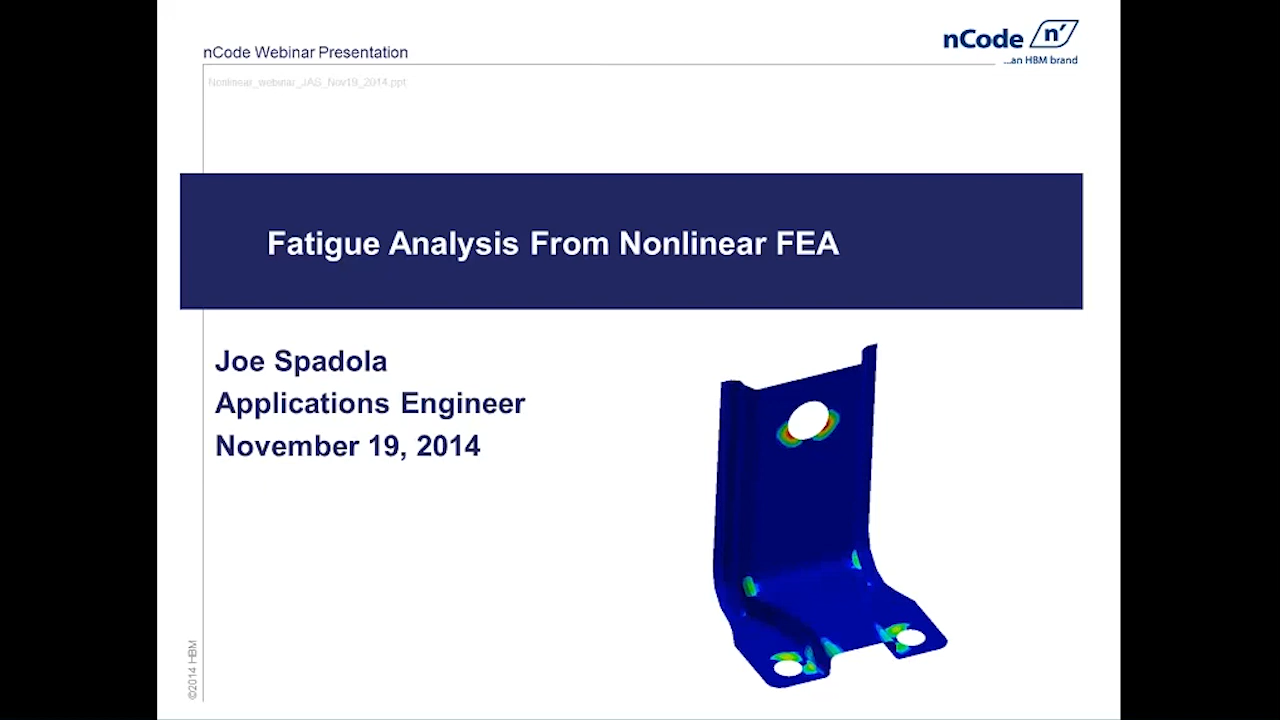 nCode Webinar Presentation
nCode n'
...an HBM brand
Nonlinear_webinar_JAS_Nov19_2014.ppt
Fatigue Analysis From Nonlinear FEA
Joe Spadola
Applications Engineer
November 19, 2014
©2014 HBM